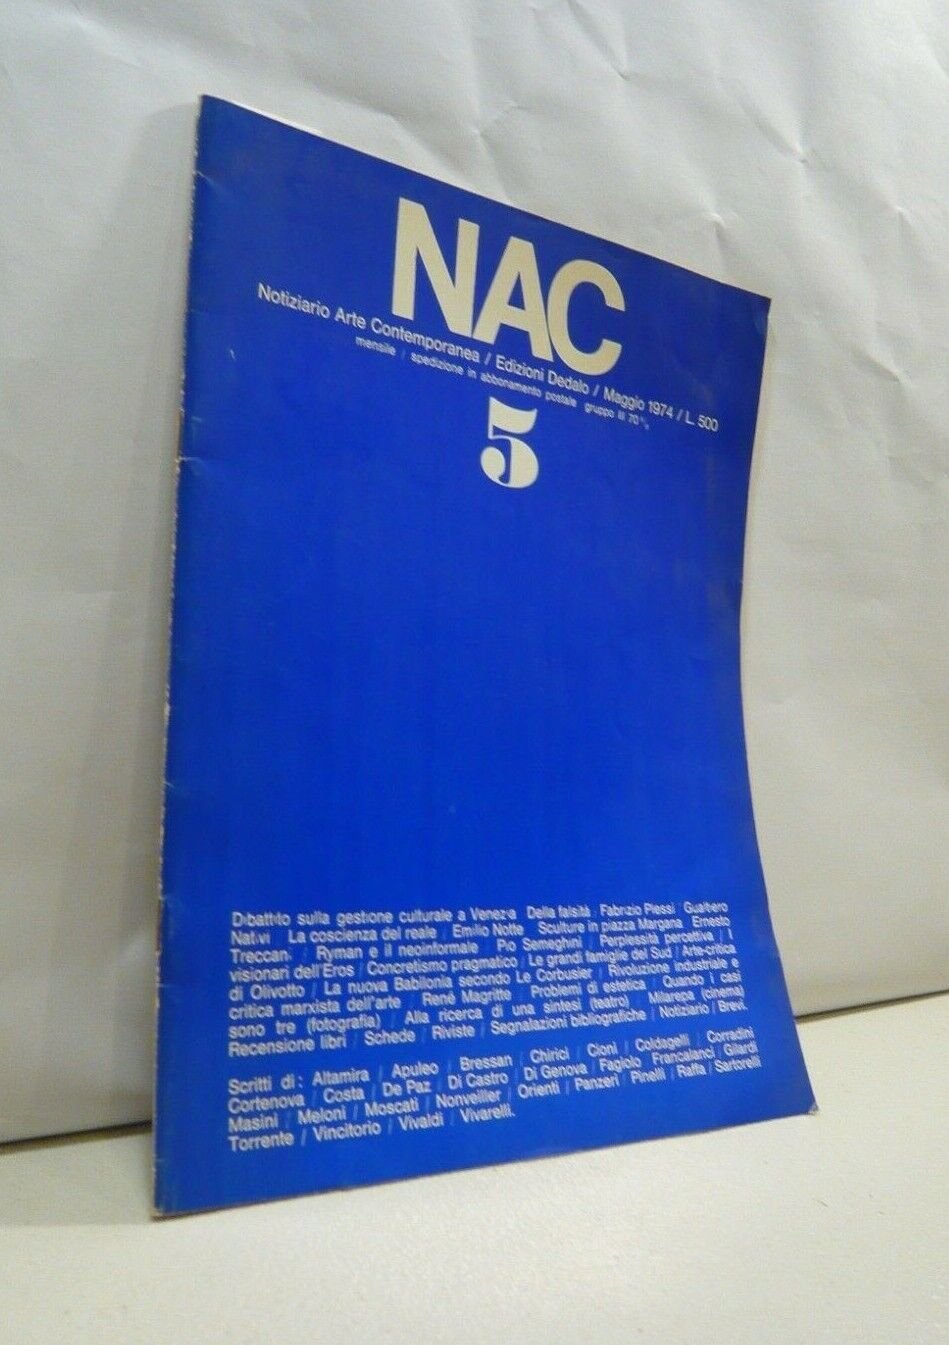 NAC
Notiziario Arte Contemporanea / Edizioni Dedalo / Maggio 1974 / L. 500
mensile / spedizione in abbonamento postale gruppo III 70%
5
Dibattito sulla gestione culturale a Venezia / Della falsità / Fabrizio Plessi / Gualtiero
Nativi / La coscienza del reale / Emilio Notte / Sculture in piazza Margana / Ernesto
Treccani / Ryman e il neoinformale / Pio Semeghini / Perplessità percettiva / I
visionari dell'Eros / Concretismo pragmatico / Le grandi famiglie del Sud / Arte-critica
di Olivotto / La nuova Babilonia secondo Le Corbusier / Rivoluzione industriale e
critica marxista dell'arte / René Magritte / Problemi di estetica / Quando i casi
sono tre (fotografia) / Alla ricerca di una sintesi (teatro) / Milarepa (cinema)
Recensione libri / Schede / Riviste / Segnalazioni bibliografiche / Notiziario / Brevi.
Scritti di: Altamira / Apuleo / Bressan / Chirici / Cioni / Coldagelli / Corradini
Cortenova / Costa / De Paz / Di Castro / Di Genova / Fagiolo / Francalanci / Gilardi
Masini / Meloni / Moscati / Nonveiller / Orienti / Panzeri / Pinelli / Raffa / Sartorelli
Torrente / Vincitorio / Vivaldi / Vivarelli.